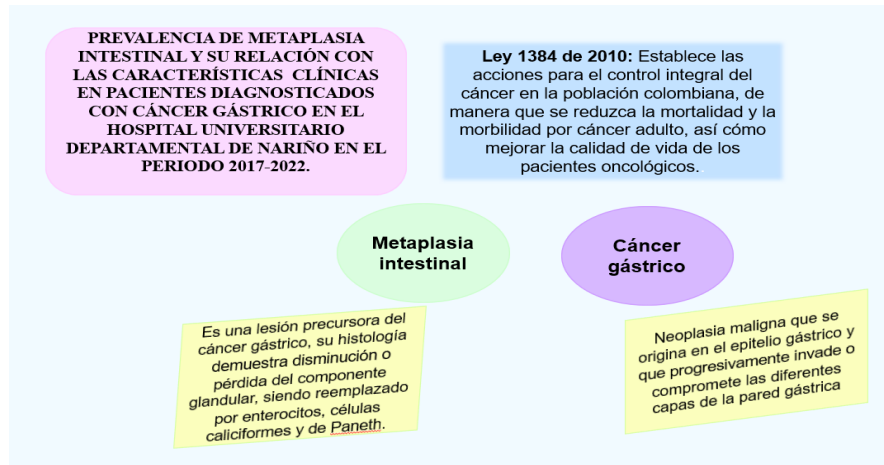 PREVALENCIA DE METAPLASIA
INTESTINAL Y SU RELACIÓN CON
LAS CARACTERÍSTICAS CLÍNICAS
EN PACIENTES DIAGNOSTICADOS
CON CÁNCER GÁSTRICO EN EL
HOSPITAL UNIVERSITARIO
DEPARTAMENTAL DE NARIÑO EN EL
PERIODO 2017-2022.
Ley 1384 de 2010: Establece las
acciones para el control integral del
cáncer en la población colombiana, de
manera que se reduzca la mortalidad y la
morbilidad por cáncer adulto, así cómo
mejorar la calidad de vida de los
pacientes oncológicos.
Metaplasia
intestinal
Cáncer
gástrico
Es una lesión precursora del
cáncer gástrico, su histología
demuestra disminución o
pérdida del componente
glandular, siendo reemplazado
por enterocitos, células
caliciformes y de Paneth.
Neoplasia maligna que se
origina en el epitelio gástrico y
que progresivamente invade o
compromete las diferentes
capas de la pared gástrica